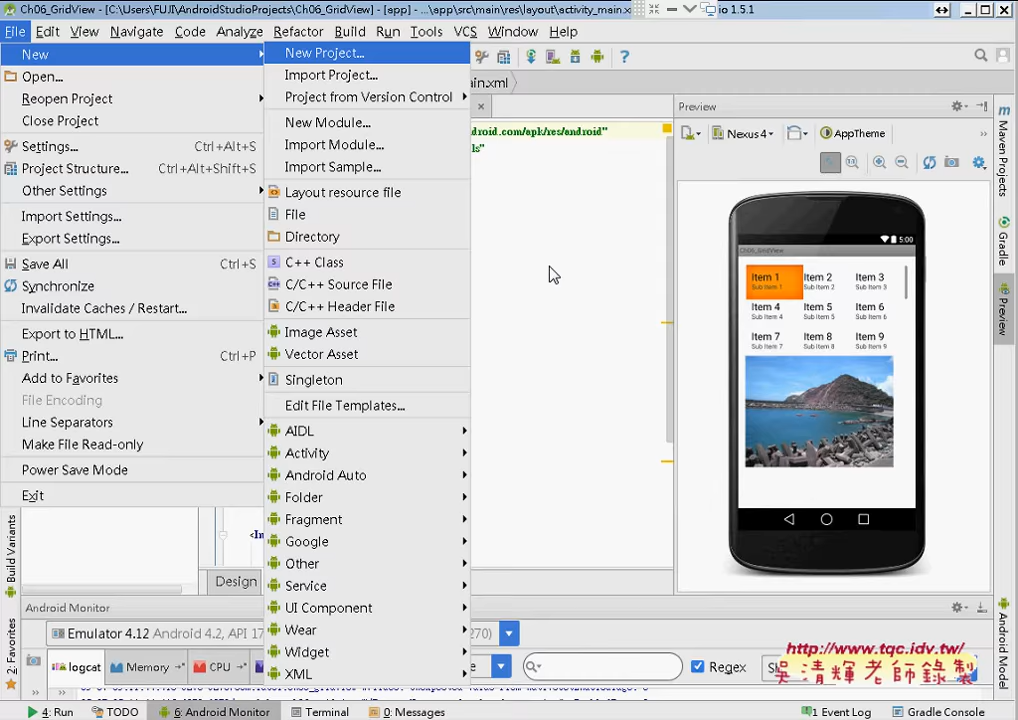 Ch06_GridView - [C:\Users\FUJI\AndroidStudioProjects\Ch06_GridView] - [app] - ...\app\src\main\res\layout\activity_main.x
1.5.1
File Edit View Navigate Code Analyze Refactor Build Run Tools VCS Window Help
New
Open...
Reopen Project
Close Project
Settings... Ctrl+Alt+S
Project Structure... Ctrl+Alt+Shift+S
Other Settings
Import Settings...
Export Settings...
Save All Ctrl+S
Synchronize
Invalidate Caches / Restart...
Export to HTML...
Print... Ctrl+P
Add to Favorites
File Encoding
Line Separators
Make File Read-only
Power Save Mode
Exit
New Project...
Import Project...
Project from Version Control
New Module...
Import Module...
Import Sample...
Layout resource file
File
Directory
C++ Class
C/C++ Source File
C/C++ Header File
Image Asset
Vector Asset
Singleton
Edit File Templates...
AIDL
Activity
Android Auto
Folder
Fragment
Google
Other
Service
UI Component
Wear
Widget
XML
ain.xml
droid.com/apk/res/android"
ls"
Preview
Nexus 4
AppTheme
5:00
Ch06_GridView
Item 1 Item 2 Item 3
Sub Item 1 Sub Item 2 Sub Item 3
Item 4 Item 5 Item 6
Sub Item 4 Sub Item 5 Sub Item 6
Item 7 Item 8 Item 9
Sub Item 7 Sub Item 8 Sub Item 9
Maven Projects
Gradle
Preview
Android Model
Build Variants
2: Favorites
<In
Design
Android Monitor
Emulator 4.12 Android 4.2, API 17
270)
logcat
Memory
CPU
e
Regex
http://www.tqc.idv.tw/
吳清輝老師錄製
4: Run
TODO
6: Android Monitor
Terminal
0: Messages
1 Event Log
Gradle Console